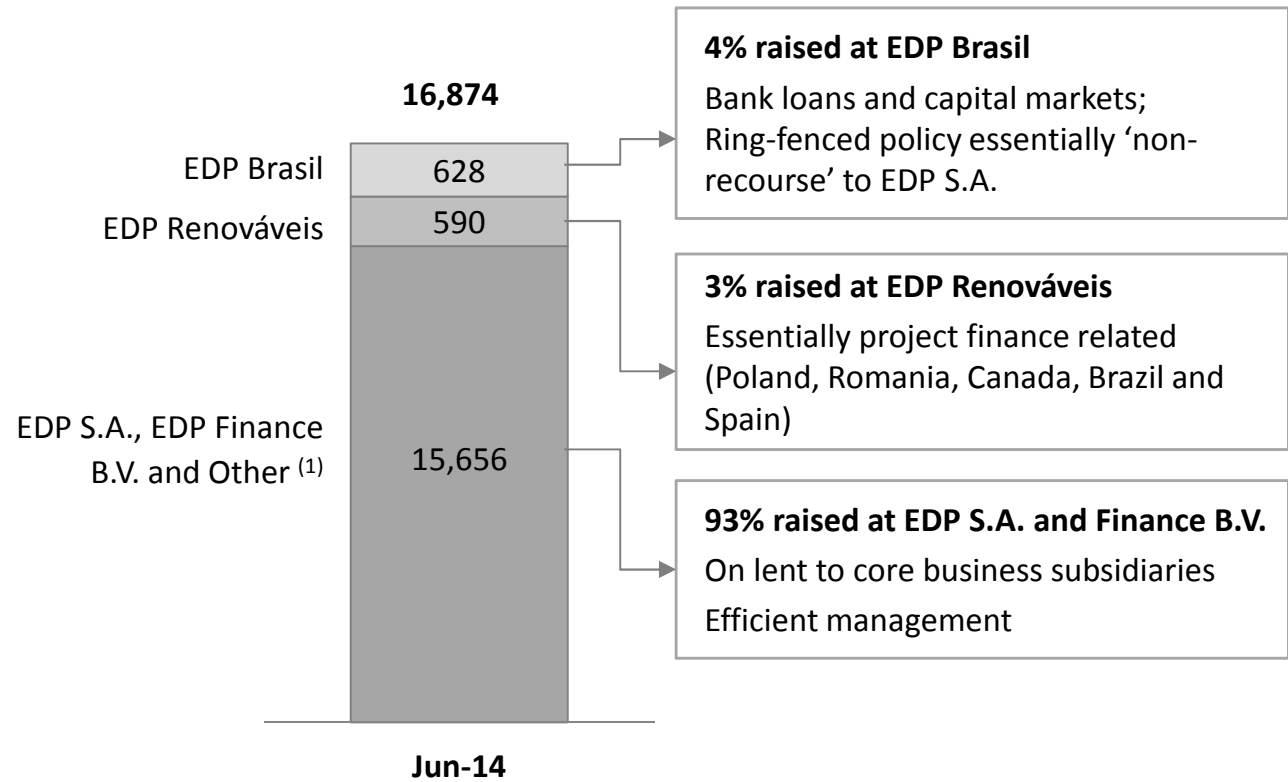 16,874
EDP Brasil
628
EDP Renováveis
590
EDP S.A., EDP Finance
B.V. and Other (1)
15,656
Jun-14
4% raised at EDP Brasil
Bank loans and capital markets;
Ring-fenced policy essentially ‘non-
recourse’ to EDP S.A.
3% raised at EDP Renováveis
Essentially project finance related
(Poland, Romania, Canada, Brazil and
Spain)
93% raised at EDP S.A. and Finance B.V.
On lent to core business subsidiaries
Efficient management